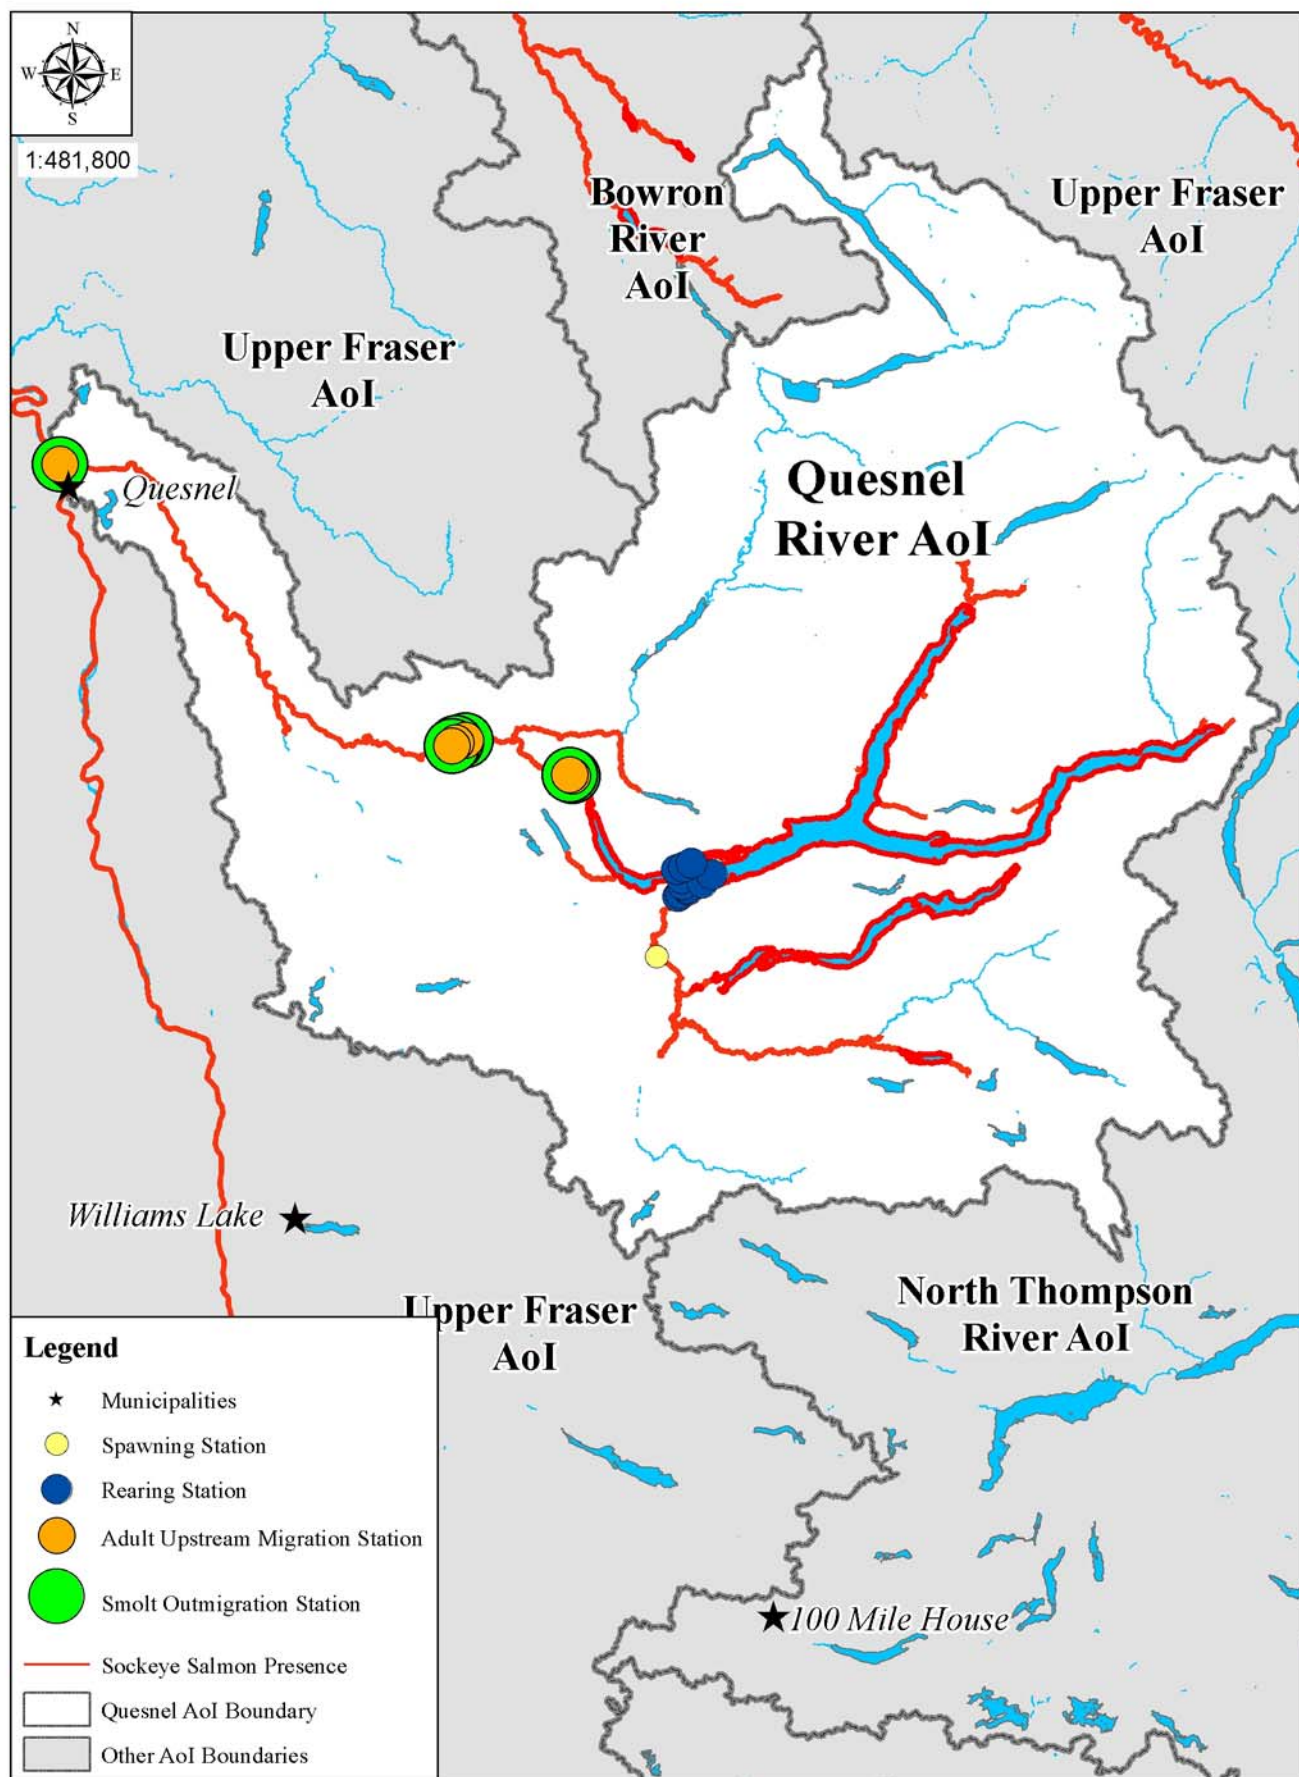 N
W E
S
1:481,800
Bowron
River
AoI
Upper Fraser
AoI
Upper Fraser
AoI
Quesnel
Quesnel
River AoI
Williams Lake
Upper Fraser
AoI
North Thompson
River AoI
100 Mile House
Legend
Municipalities
Spawning Station
Rearing Station
Adult Upstream Migration Station
Smolt Outmigration Station
Sockeye Salmon Presence
Quesnel AoI Boundary
Other AoI Boundaries